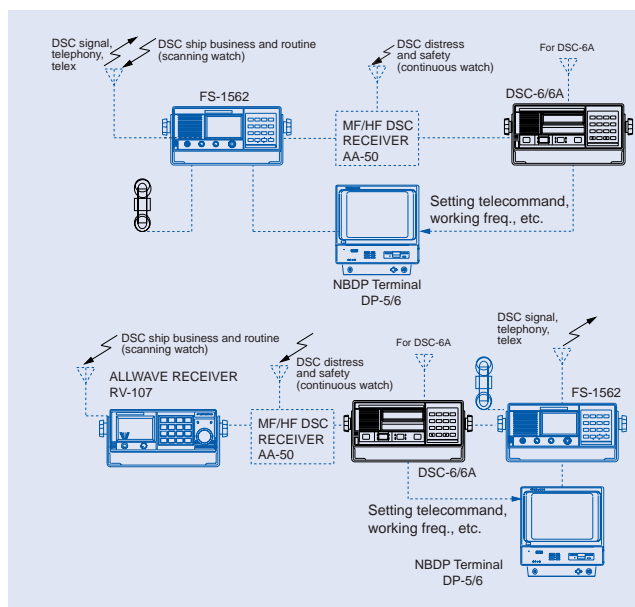 DSC signal,
telephony,
telex
DSC ship business and routine
(scanning watch)
DSC distress
and safety
(continuous watch)
For DSC-6A
FS-1562
DSC-6/6A
MF/HF DSC
RECEIVER
AA-50
Setting telecommand,
working freq., etc.
NBDP Terminal
DP-5/6
DSC ship business and routine
(scanning watch)
DSC distress
and safety
(continuous watch)
For DSC-6A
DSC signal,
telephony,
telex
ALLWAVE RECEIVER
RV-107
FS-1562
MF/HF DSC
RECEIVER
AA-50
DSC-6/6A
Setting telecommand,
working freq., etc.
NBDP Terminal
DP-5/6